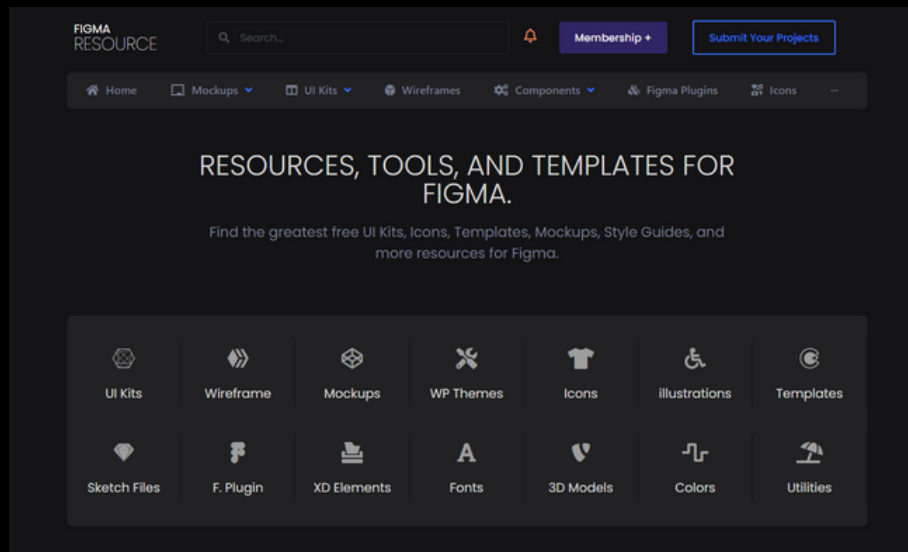 FIGMA
RESOURCE
Search...
Membership +
Submit Your Projects
Home
Mockups
UI Kits
Wireframes
Components
Figma Plugins
Icons
RESOURCES, TOOLS, AND TEMPLATES FOR
FIGMA.
Find the greatest free UI Kits, Icons, Templates, Mockups, Style Guides, and
more resources for Figma.
UI Kits
Wireframe
Mockups
WP Themes
Icons
illustrations
Templates
Sketch Files
F. Plugin
XD Elements
Fonts
3D Models
Colors
Utilities